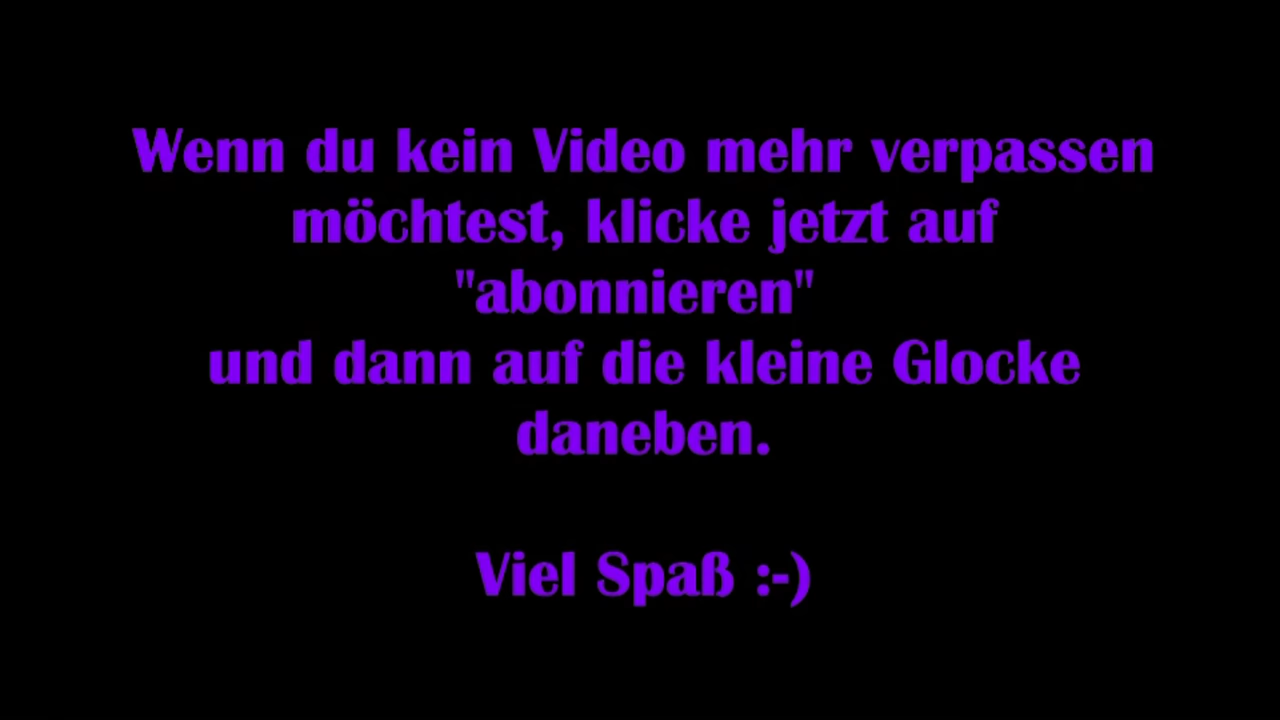 Wenn du kein Video mehr verpassen
möchtest, klicke jetzt auf
"abonnieren"
und dann auf die kleine Glocke
daneben.
Viel Spaß :-)